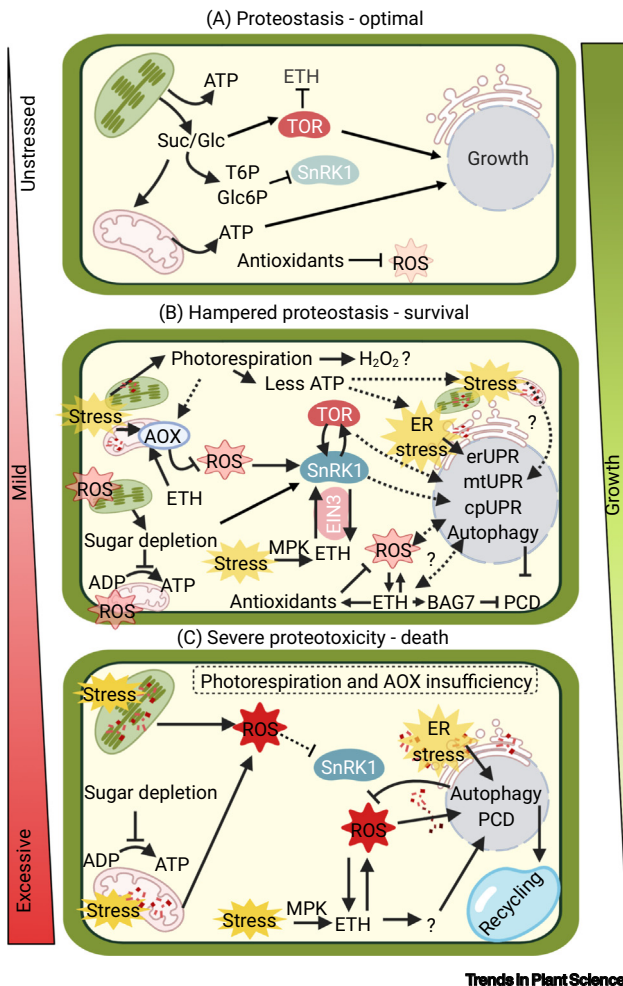 (A) Proteostasis - optimal
Unstressed
ATP
ETH
TOR
Suc/Glc
T6P
SnRK1
Glc6P
Growth
ATP
Antioxidants
ROS
(B) Hampered proteostasis - survival
Mild
Growth
Photorespiration
H₂O₂ ?
Less ATP
Stress
Stress
AOX
TOR
ER
stress
?
ROS
SnRK1
erUPR
mtUPR
cpUPR
Autophagy
ROS
ETH
EIN3
Sugar depletion
Stress
MPK
ETH
ROS
?
ADP
ATP
ROS
Antioxidants
ETH
BAG7
PCD
(C) Severe proteotoxicity - death
Excessive
Photorespiration and AOX insufficiency
Stress
ROS
ER
stress
SnRK1
Sugar depletion
Autophagy
PCD
ROS
ADP
ATP
Stress
Stress
MPK
ETH
?
Recycling
Trends in Plant Science